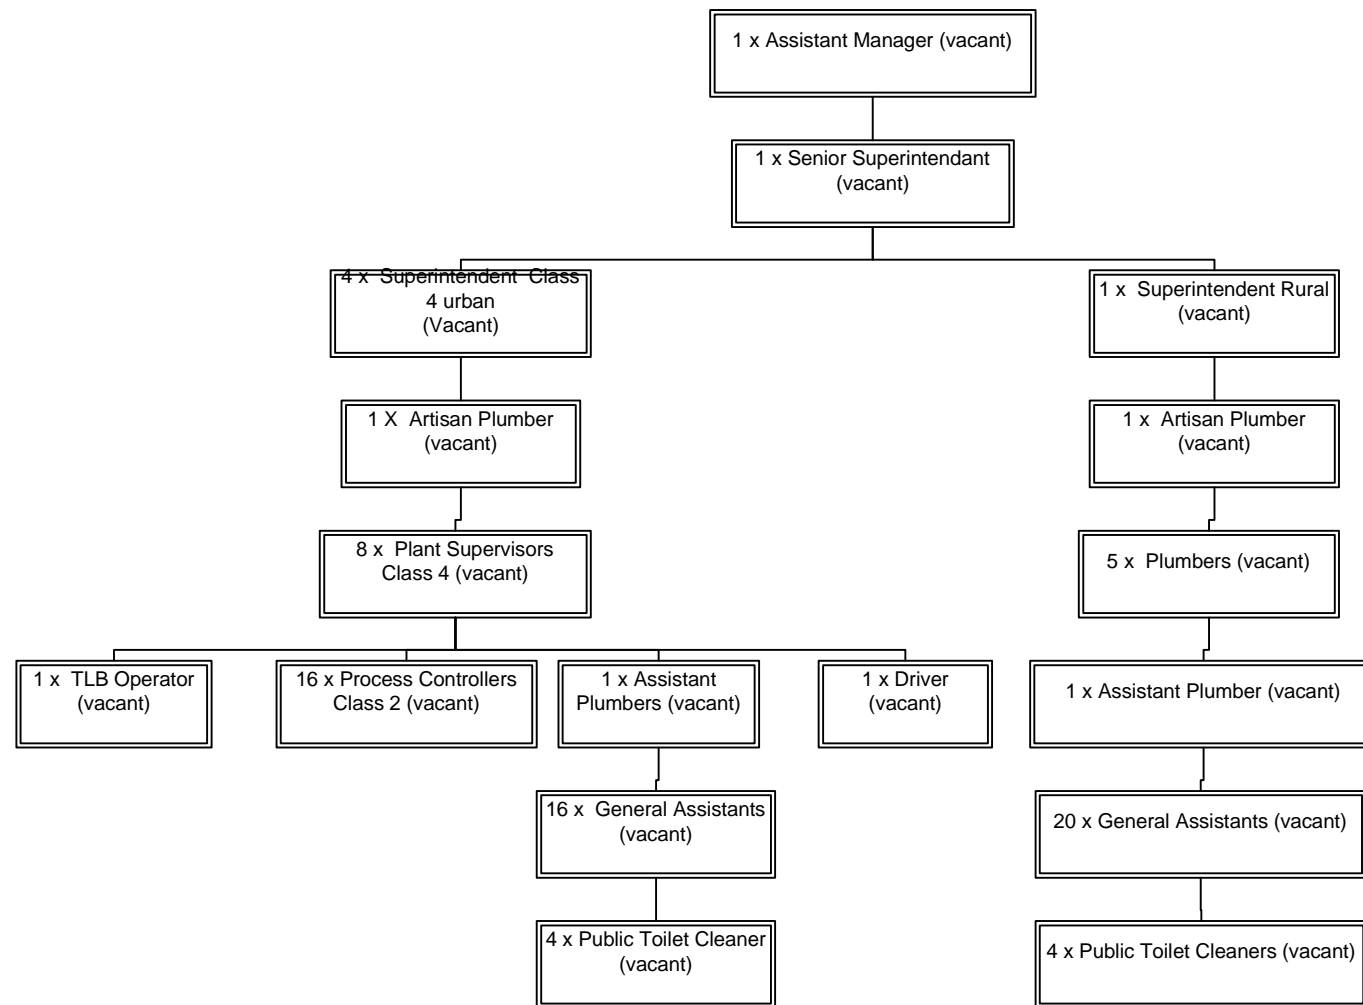 1 x Assistant Manager (vacant)
1 x Senior Superintendant
(vacant)
4 x Superintendent Class
4 urban
(Vacant)
1 x Superintendent Rural
(vacant)
1 X Artisan Plumber
(vacant)
1 x Artisan Plumber
(vacant)
8 x Plant Supervisors
Class 4 (vacant)
5 x Plumbers (vacant)
1 x TLB Operator
(vacant)
16 x Process Controllers
Class 2 (vacant)
1 x Assistant
Plumbers (vacant)
1 x Driver
(vacant)
1 x Assistant Plumber (vacant)
16 x General Assistants
(vacant)
20 x General Assistants (vacant)
4 x Public Toilet Cleaner
(vacant)
4 x Public Toilet Cleaners (vacant)